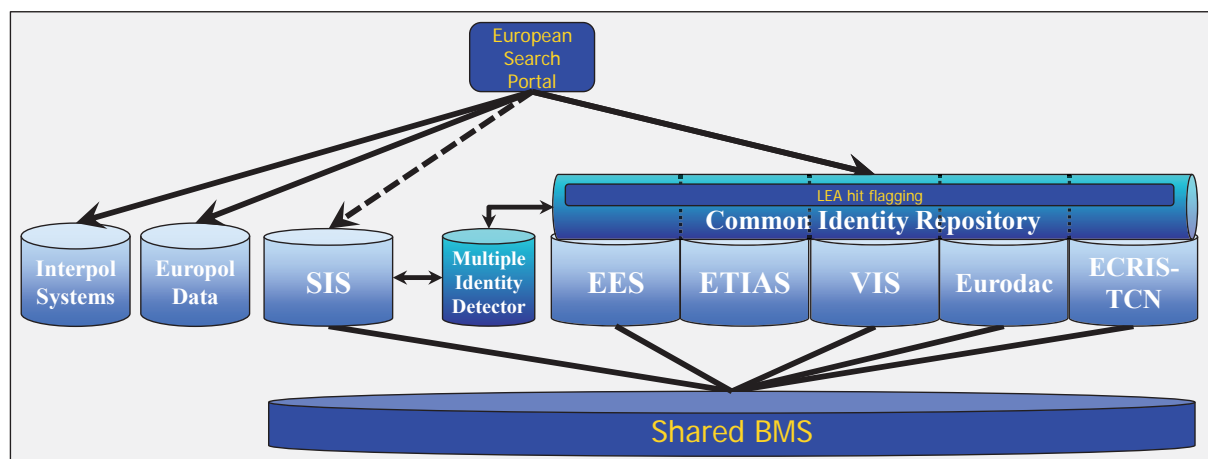 European
Search
Portal
LEA hit flagging
Common Identity Repository
Interpol
Systems
Europol
Data
SIS
Multiple
Identity
Detector
EES
ETIAS
VIS
Eurodac
ECRIS-
TCN
Shared BMS